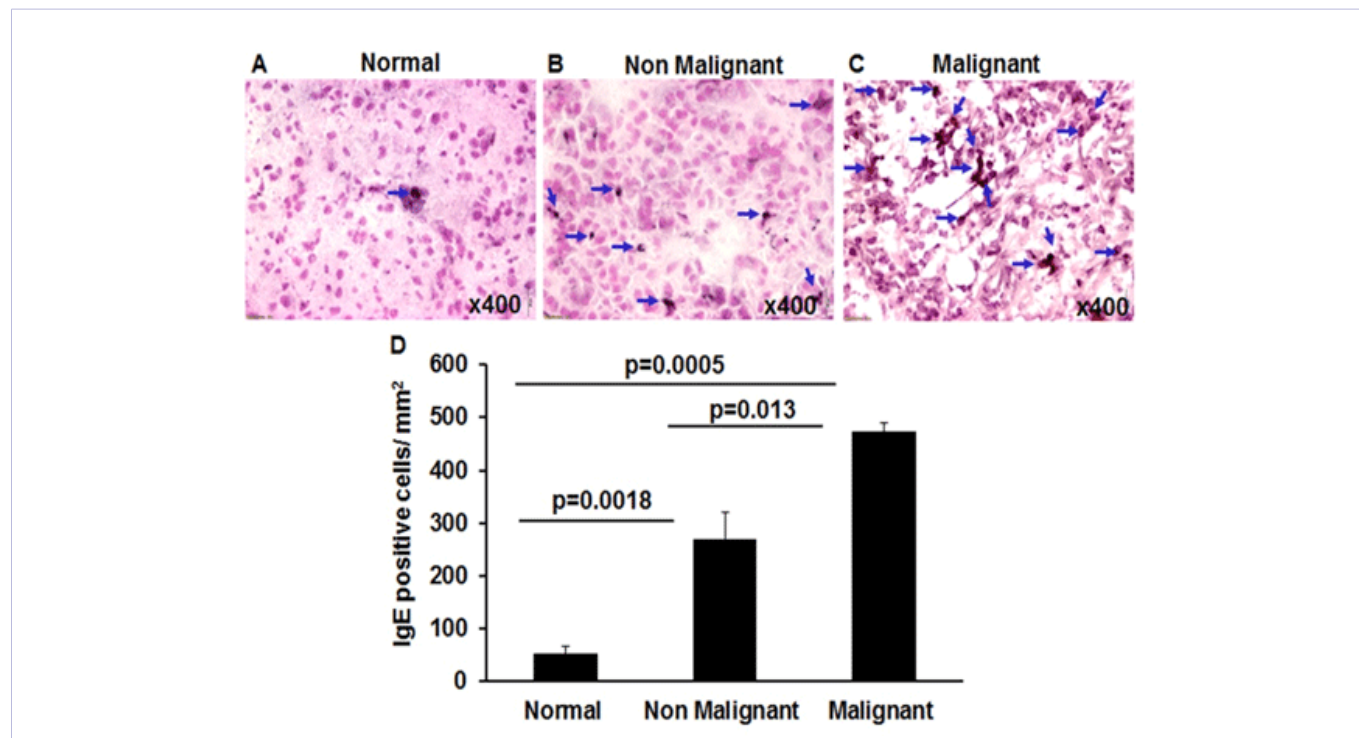 A Normal
B Non Malignant
C Malignant
x400
x400
x400
D
IgE positive cells/ mm²
600
500
400
300
200
100
0
p=0.0005
p=0.013
p=0.0018
Normal
Non Malignant
Malignant